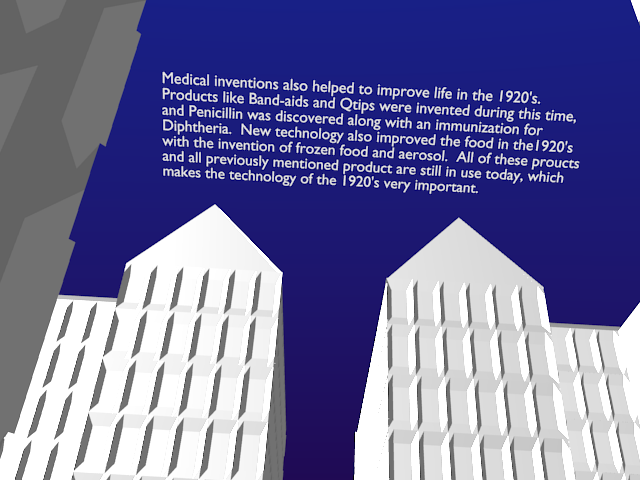 Medical inventions also helped to improve life in the 1920's.
Products like Band-aids and Qtips were invented during this time,
and Penicillin was discovered along with an immunization for
Diphtheria.  New technology also improved the food in the1920's
with the invention of frozen food and aerosol.  All of these proucts
and all previously mentioned product are still in use today, which
makes the technology of the 1920's very important.